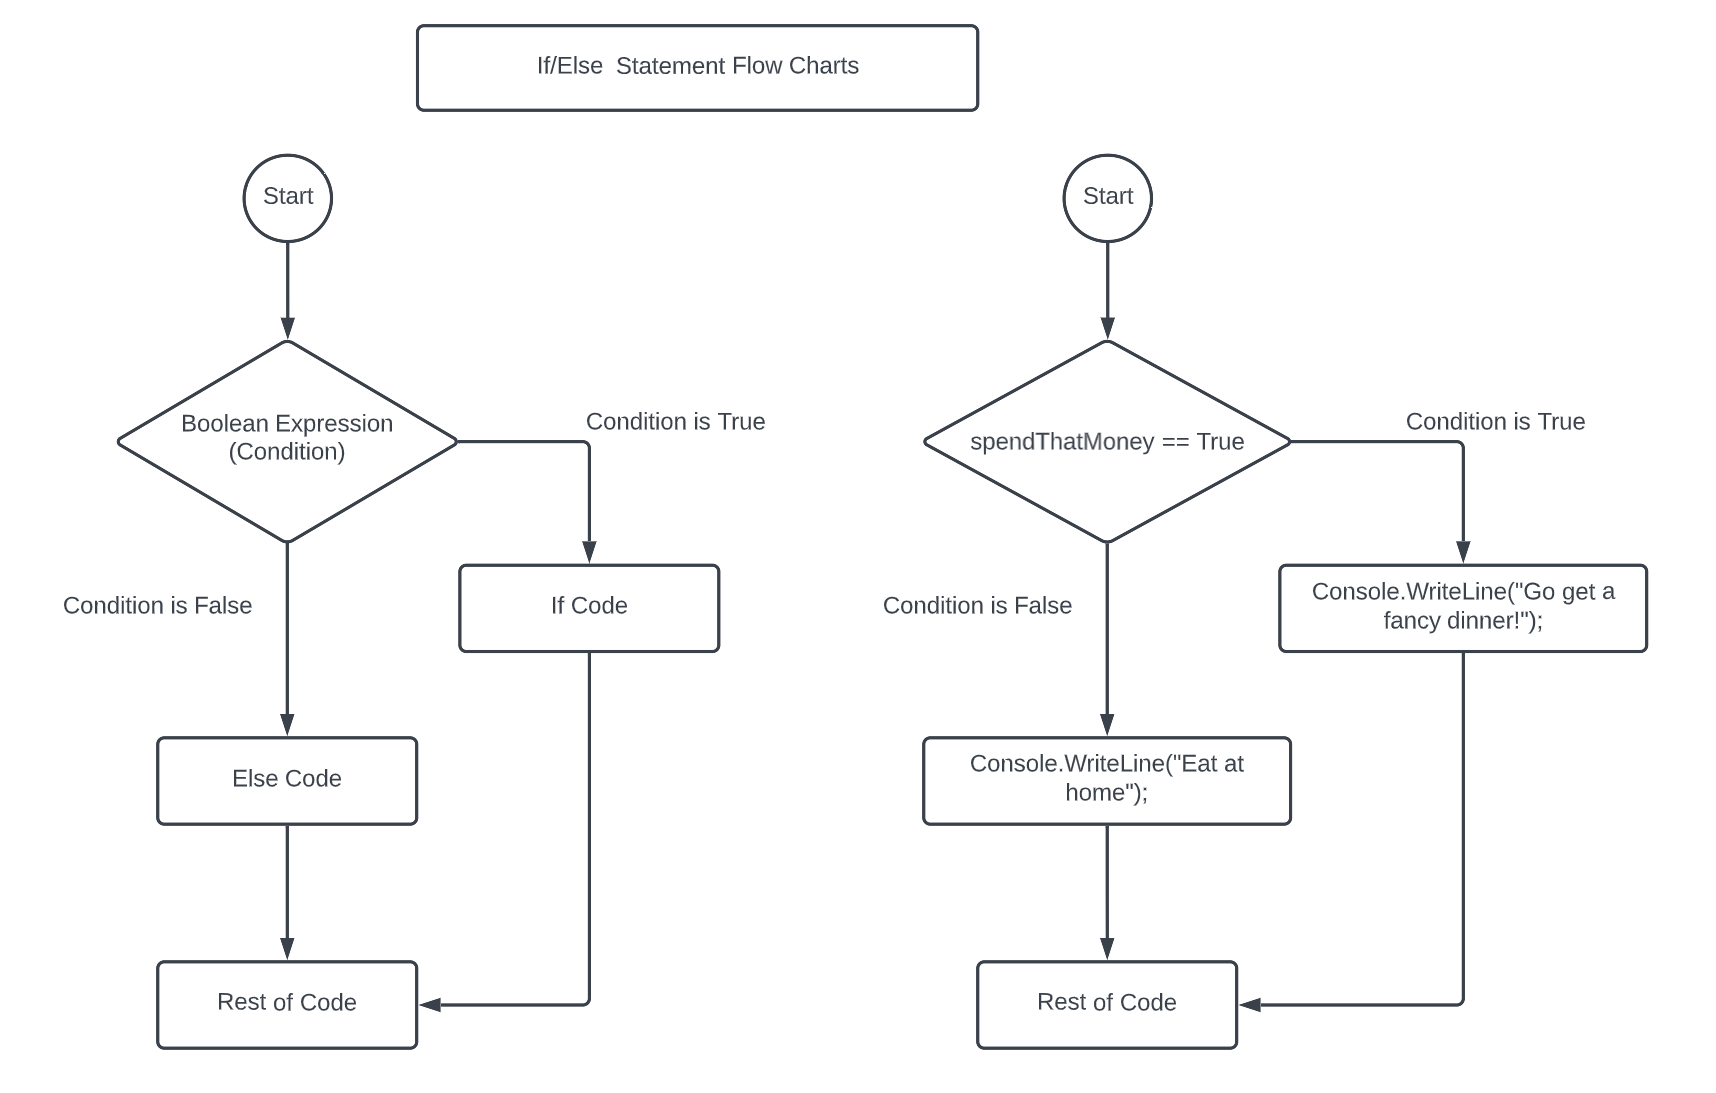 If/Else  Statement Flow Charts
Start
Boolean Expression
(Condition)
Condition is True
Condition is False
If Code
Else Code
Rest of Code
Start
spendThatMoney == True
Condition is True
Condition is False
Console.WriteLine("Go get a
fancy dinner!");
Console.WriteLine("Eat at
home");
Rest of Code